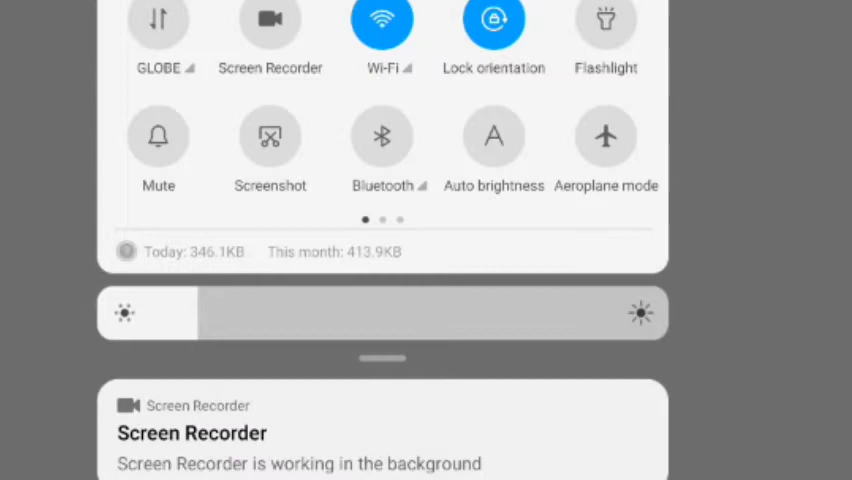 GLOBE Screen Recorder Wi-Fi Lock orientation Flashlight
A
Mute Screenshot Bluetooth Auto brightness Aeroplane mode
Today: 346.1KB This month: 413.9KB
Screen Recorder
Screen Recorder
Screen Recorder is working in the background